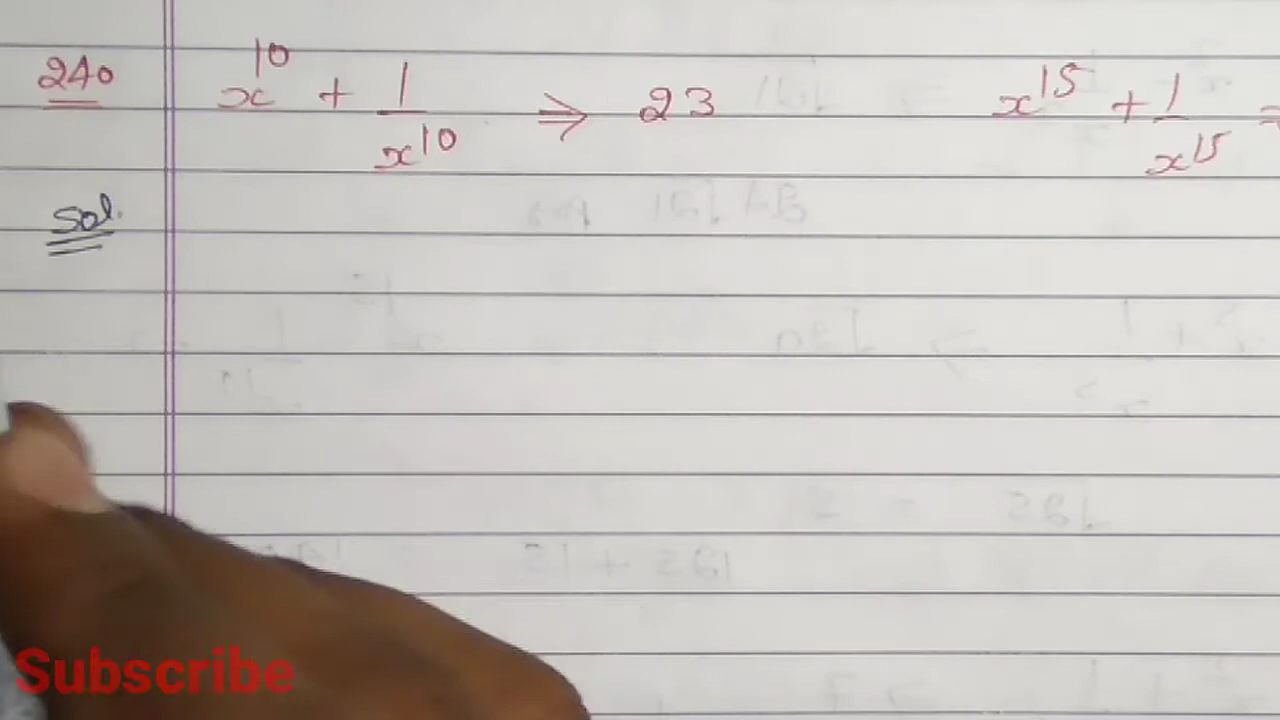 240 x^10 + 1/x^10 ⇒ 23 x^15 + 1/x^15 =
Sol.
Subscribe